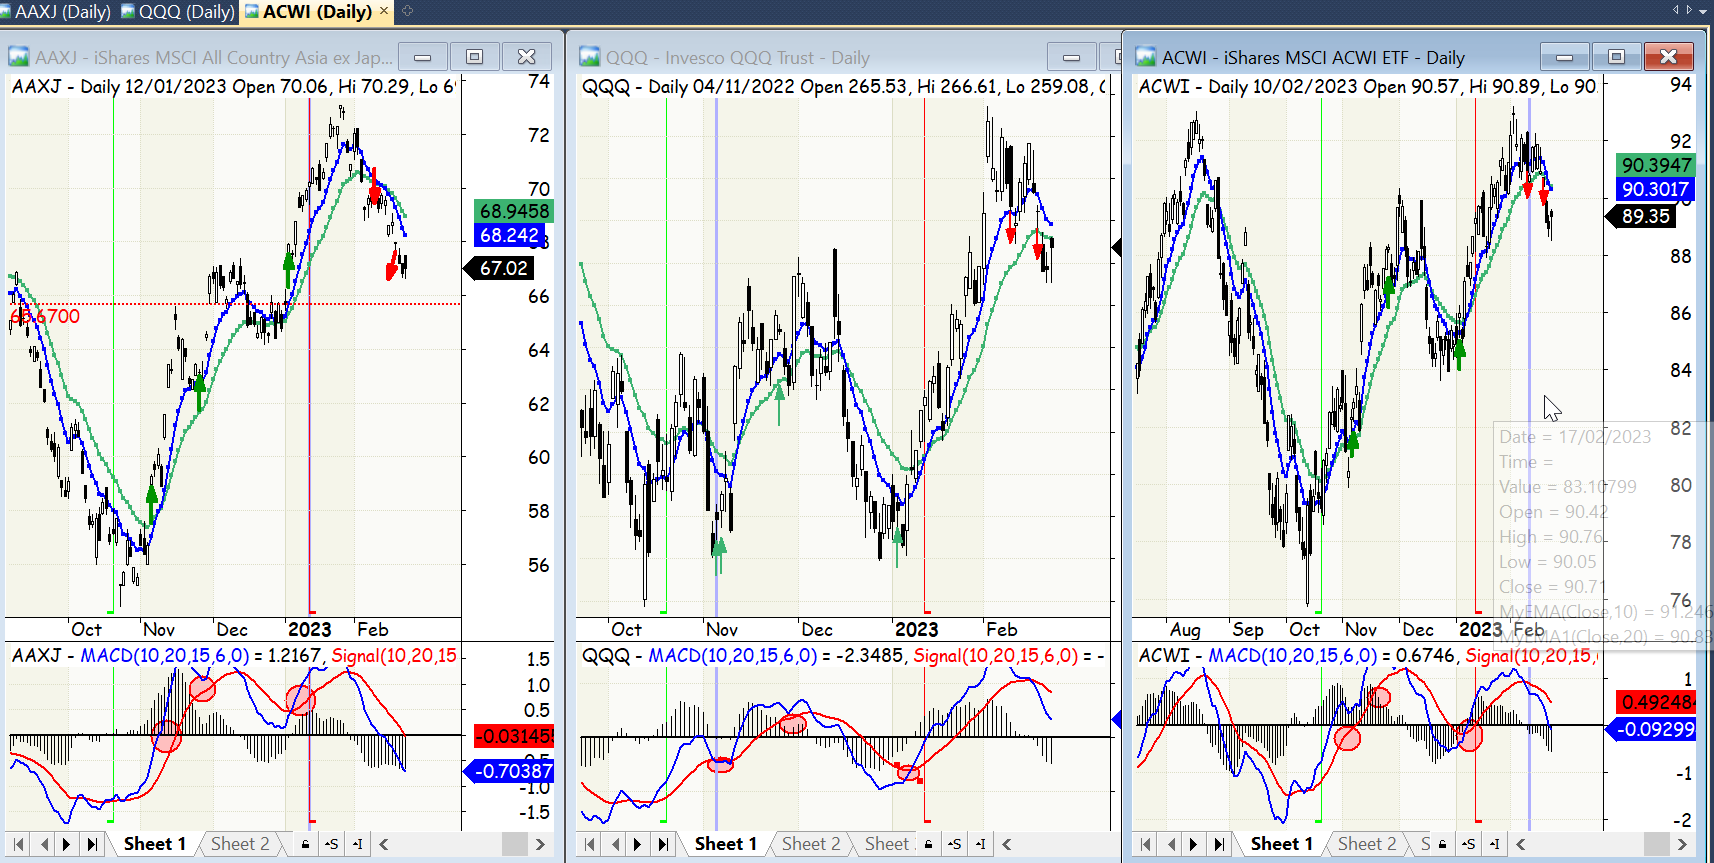 AAXJ (Daily) QQQ (Daily) ACWI (Daily) ×
AAXJ - iShares MSCI All Country Asia ex Jap...
AAXJ - Daily 12/01/2023 Open 70.06, Hi 70.29, Lo
74
72
70
68.9458
68.242
67.02
66
65.6700
64
62
60
58
56
Oct Nov Dec 2023 Feb
AAXJ - MACD(10,20,15,6,0) = 1.2167, Signal(10,20,15
1.5
1.0
0.5
-0.03145
-0.70387
-1.0
-1.5
Sheet 1 Sheet 2
QQQ - Invesco QQQ Trust - Daily
QQQ - Daily 04/11/2022 Open 265.53, Hi 266.61, Lo 259.08,
Oct Nov Dec 2023 Feb
QQQ - MACD(10,20,15,6,0) = -2.3485, Signal(10,20,15,6,0) = -
Sheet 1 Sheet 2 Sheet
ACWI - iShares MSCI ACWI ETF - Daily
ACWI - Daily 10/02/2023 Open 90.57, Hi 90.89, Lo 90.
94
92
90.3947
90.3017
89.35
88
86
84
82
80
78
76
Date = 17/02/2023
Time =
Value = 83.10799
Open = 90.42
High = 90.76
Low = 90.05
Close = 90.71
MyEMA(Close,10) = 91.246
MyEMA1(Close,20) = 90.83
Aug Sep Oct Nov Dec 2023 Feb
ACWI - MACD(10,20,15,6,0) = 0.6746, Signal(10,20,15,
1
0.49248
-0.09299
-1
-2
Sheet 1 Sheet 2 S